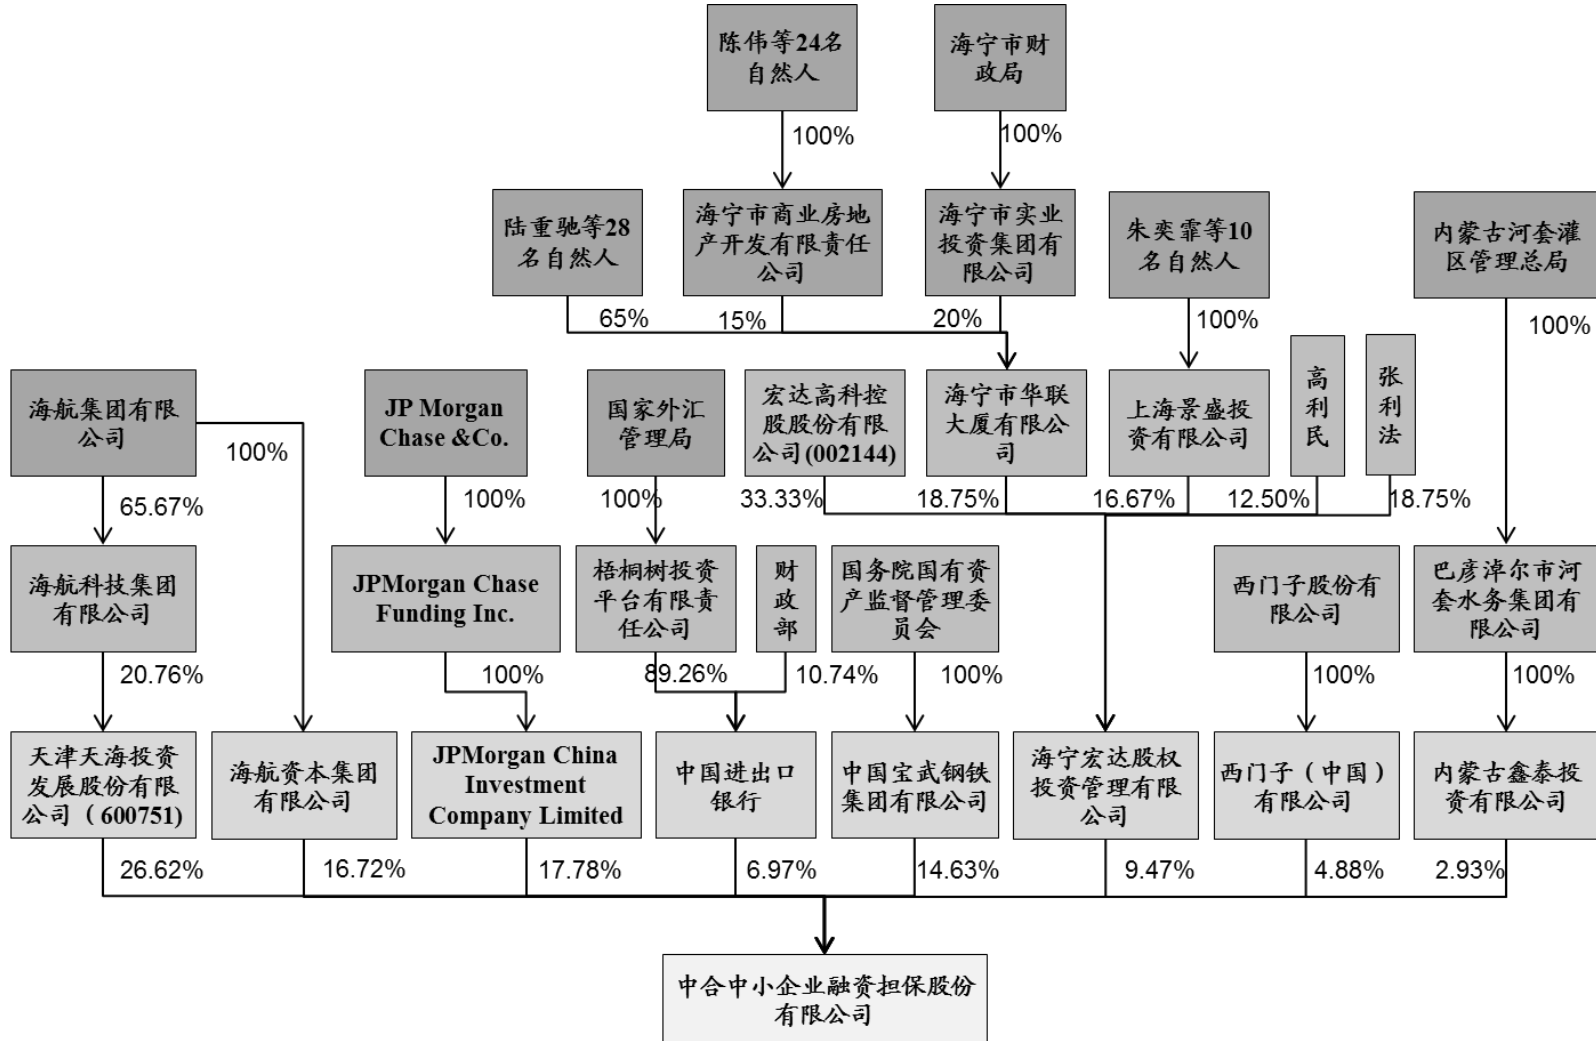 陈伟等24名
自然人
海宁市财
政局
100%
100%
陆重驰等28
名自然人
海宁市商业房地
产开发有限责任
公司
海宁市实业
投资集团有
限公司
朱奕霏等10
名自然人
内蒙古河套灌
区管理总局
65%
15%
20%
100%
100%
海航集团有限
公司
100%
JP Morgan
Chase &Co.
国家外汇
管理局
宏达高科控
股股份有限
公司(002144)
海宁市华联
大厦有限公
司
上海景盛投
资有限公司
高
利
民
张
利
法
65.67%
100%
100%
33.33%
18.75%
16.67%
12.50%
18.75%
海航科技集团
有限公司
JPMorgan Chase
Funding Inc.
梧桐树投资
平台有限责
任公司
财
政
部
国务院国有资
产监督管理委
员会
西门子股份有
限公司
巴彦淖尔市河
套水务集团有
限公司
20.76%
100%
89.26%
10.74%
100%
100%
100%
天津天海投资
发展股份有限
公司（600751)
海航资本集团
有限公司
JPMorgan China
Investment
Company Limited
中国进出口
银行
中国宝武钢铁
集团有限公司
海宁宏达股权
投资管理有限
公司
西门子（中国）
有限公司
内蒙古鑫泰投
资有限公司
26.62%
16.72%
17.78%
6.97%
14.63%
9.47%
4.88%
2.93%
中合中小企业融资担保股份
有限公司